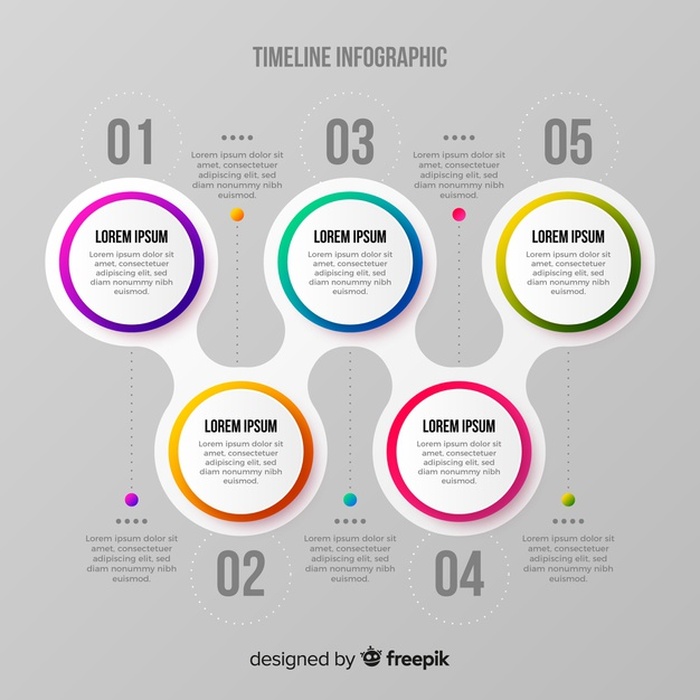 TIMELINE INFOGRAPHIC
01
Lorem ipsum dolor sit
amet, consectetuer
adipiscing elit, sed
diam nonummy nibh
euismod.
03
Lorem ipsum dolor sit
amet, consectetuer
adipiscing elit, sed
diam nonummy nibh
euismod.
05
LOREM IPSUM
Lorem ipsum dolor sit
amet, consectetuer
adipiscing elit, sed
diam nonummy nibh
euismod.
LOREM IPSUM
Lorem ipsum dolor sit
amet, consectetuer
adipiscing elit, sed
diam nonummy nibh
euismod.
LOREM IPSUM
Lorem ipsum dolor sit
amet, consectetuer
adipiscing elit, sed
diam nonummy nibh
euismod.
LOREM IPSUM
Lorem ipsum dolor sit
amet, consectetuer
adipiscing elit, sed
diam nonummy nibh
euismod.
LOREM IPSUM
Lorem ipsum dolor sit
amet, consectetuer
adipiscing elit, sed
diam nonummy nibh
euismod.
Lorem ipsum dolor sit
amet, consectetuer
adipiscing elit, sed
diam nonummy nibh
euismod.
02
Lorem ipsum dolor sit
amet, consectetuer
adipiscing elit, sed
diam nonummy nibh
euismod.
04
Lorem ipsum dolor sit
amet, consectetuer
adipiscing elit, sed
diam nonummy nibh
euismod.
designed by freepik